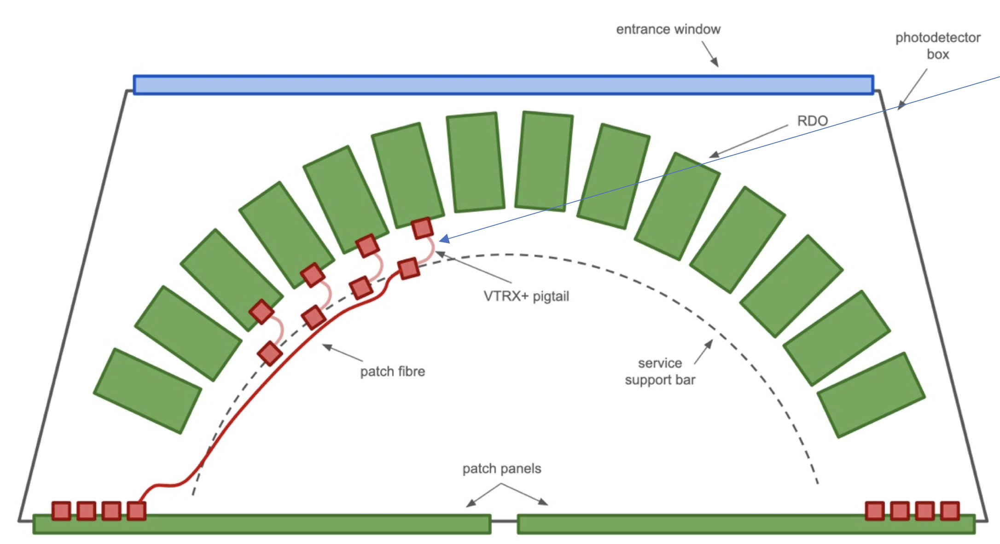 entrance window
photodetector
box
RDO
VTRX+ pigtail
patch fibre
service
support bar
patch panels